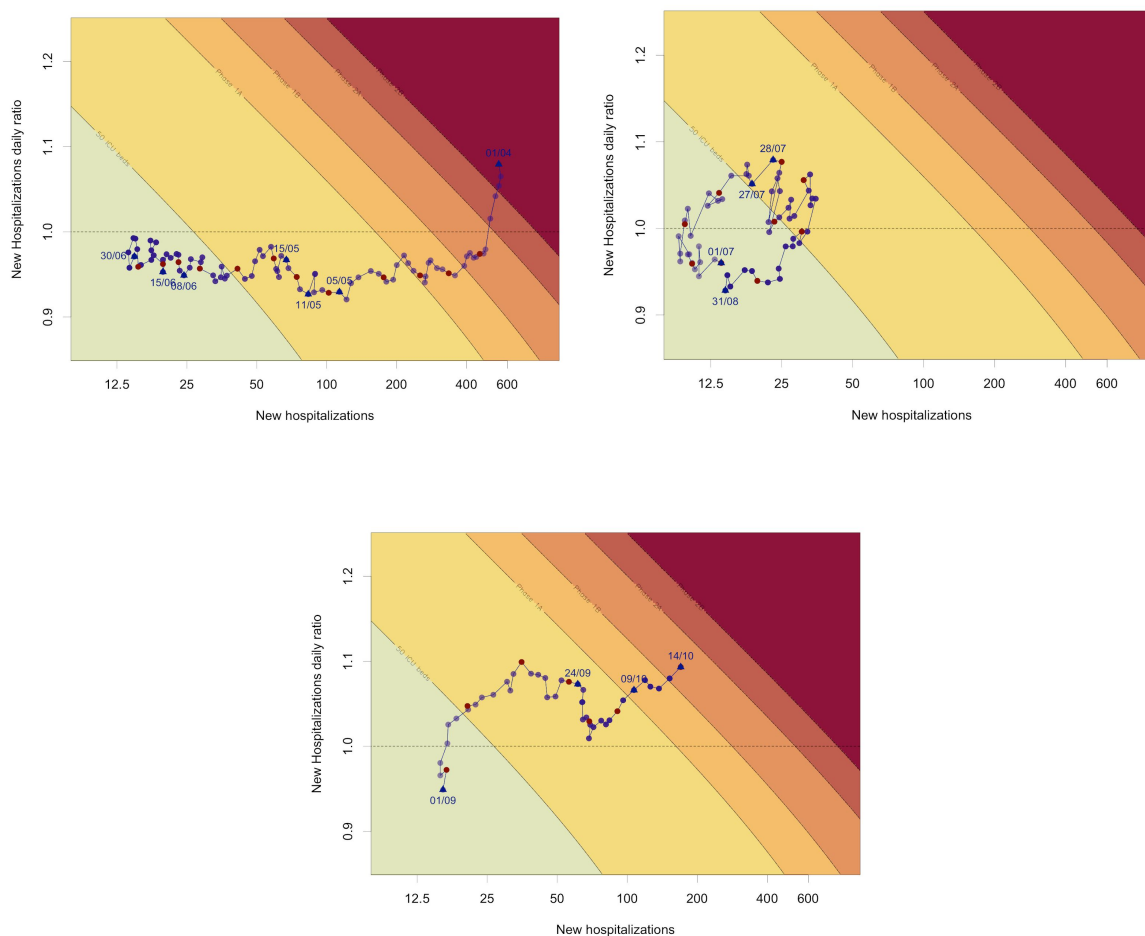 New Hospitalizations daily ratio
1.2
1.1
1.0
0.9
50 ICU beds
Phase 1A
Phase 1B
Phase 2A
01/04
15/05
05/05
11/05
30/06
15/06
08/06
12.5 25 50 100 200 400 600
New hospitalizations
New Hospitalizations daily ratio
1.2
1.1
1.0
0.9
50 ICU beds
Phase 1A
Phase 1B
Phase 2A
28/07
27/07
01/07
31/08
12.5 25 50 100 200 400 600
New hospitalizations
New Hospitalizations daily ratio
1.2
1.1
1.0
0.9
50 ICU beds
Phase 1A
Phase 1B
Phase 2A
24/09
09/10
14/10
01/09
12.5 25 50 100 200 400 600
New hospitalizations